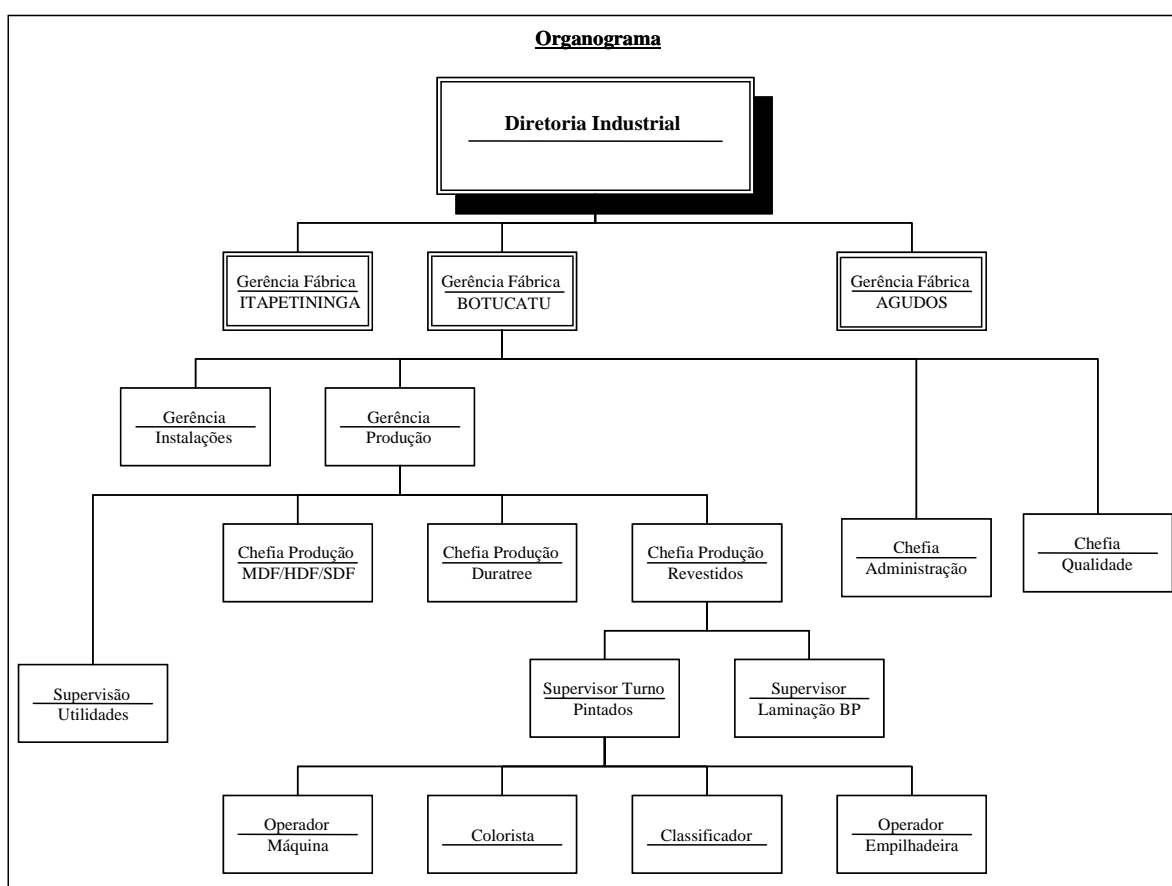 Organograma
Diretoria Industrial
Gerência Fábrica
ITAPETININGA
Gerência Fábrica
BOTUCATU
Gerência Fábrica
AGUDOS
Gerência
Instalações
Gerência
Produção
Chefia Produção
MDF/HDF/SDF
Chefia Produção
Duratree
Chefia Produção
Revestidos
Chefia
Administração
Chefia
Qualidade
Supervisão
Utilidades
Supervisor Turno
Pintados
Supervisor
Laminação BP
Operador
Máquina
Colorista
Classificador
Operador
Empilhadeira